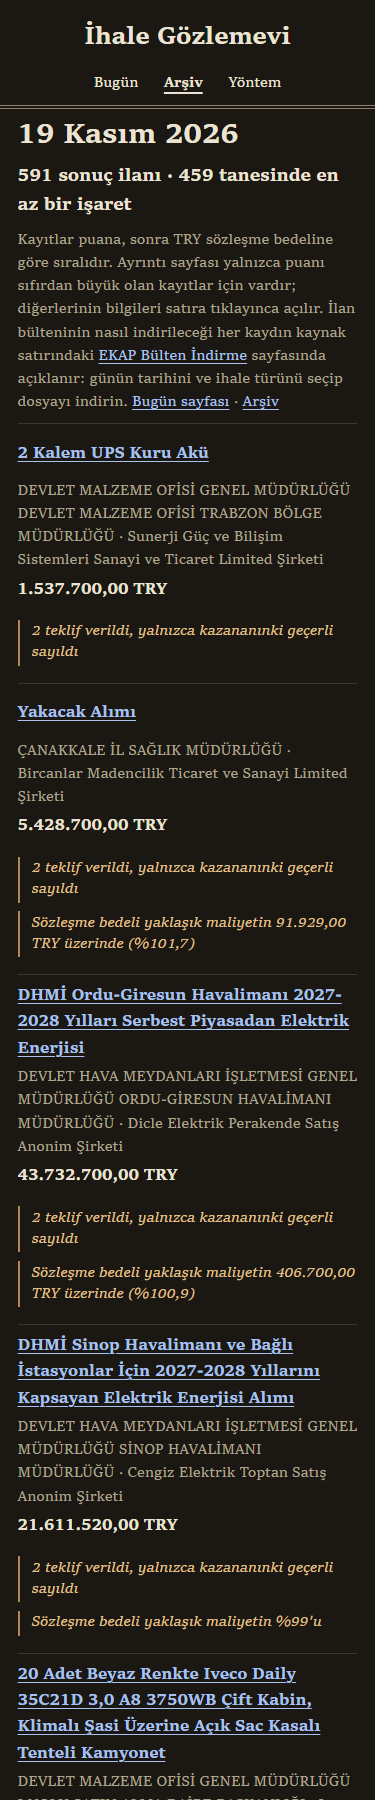 İhale Gözlemevi
Bugün Arşiv Yöntem
19 Kasım 2026
591 sonuç ilanı · 459 tanesinde en
az bir işaret
Kayıtlar puana, sonra TRY sözleşme bedeline
göre sıralıdır. Ayrıntı sayfası yalnızca puanı
sıfırdan büyük olan kayıtlar için vardır;
diğerlerinin bilgileri satıra tıklayınca açılır. İlan
bülteninin nasıl indirileceği her kaydın kaynak
satırındaki EKAP Bülten İndirme sayfasında
açıklanır: günün tarihini ve ihale türünü seçip
dosyayı indirin. Bugün sayfası · Arşiv
2 Kalem UPS Kuru Akü
DEVLET MALZEME OFİSİ GENEL MÜDÜRLÜĞÜ
DEVLET MALZEME OFİSİ TRABZON BÖLGE
MÜDÜRLÜĞÜ · Sunerji Güç ve Bilişim
Sistemleri Sanayi ve Ticaret Limited Şirketi
1.537.700,00 TRY
2 teklif verildi, yalnızca kazananınki geçerli
sayıldı
Yakacak Alımı
ÇANAKKALE İL SAĞLIK MÜDÜRLÜĞÜ ·
Bircanlar Madencilik Ticaret ve Sanayi Limited
Şirketi
5.428.700,00 TRY
2 teklif verildi, yalnızca kazananınki geçerli
sayıldı
Sözleşme bedeli yaklaşık maliyetin 91.929,00
TRY üzerinde (%101,7)
DHMİ Ordu-Giresun Havalimanı 2027-
2028 Yılları Serbest Piyasadan Elektrik
Enerjisi
DEVLET HAVA MEYDANLARI İŞLETMESİ GENEL
MÜDÜRLÜĞÜ ORDU-GİRESUN HAVALİMANI
MÜDÜRLÜĞÜ · Dicle Elektrik Perakende Satış
Anonim Şirketi
43.732.700,00 TRY
2 teklif verildi, yalnızca kazananınki geçerli
sayıldı
Sözleşme bedeli yaklaşık maliyetin 406.700,00
TRY üzerinde (%100,9)
DHMİ Sinop Havalimanı ve Bağlı
İstasyonlar İçin 2027-2028 Yıllarını
Kapsayan Elektrik Enerjisi Alımı
DEVLET HAVA MEYDANLARI İŞLETMESİ GENEL
MÜDÜRLÜĞÜ SİNOP HAVALİMANI
MÜDÜRLÜĞÜ · Cengiz Elektrik Toptan Satış
Anonim Şirketi
21.611.520,00 TRY
2 teklif verildi, yalnızca kazananınki geçerli
sayıldı
Sözleşme bedeli yaklaşık maliyetin %99'u
20 Adet Beyaz Renkte Iveco Daily
35C21D 3,0 A8 3750WB Çift Kabin,
Klimalı Şasi Üzerine Açık Sac Kasalı
Tenteli Kamyonet
DEVLET MALZEME OFİSİ GENEL MÜDÜRLÜĞÜ